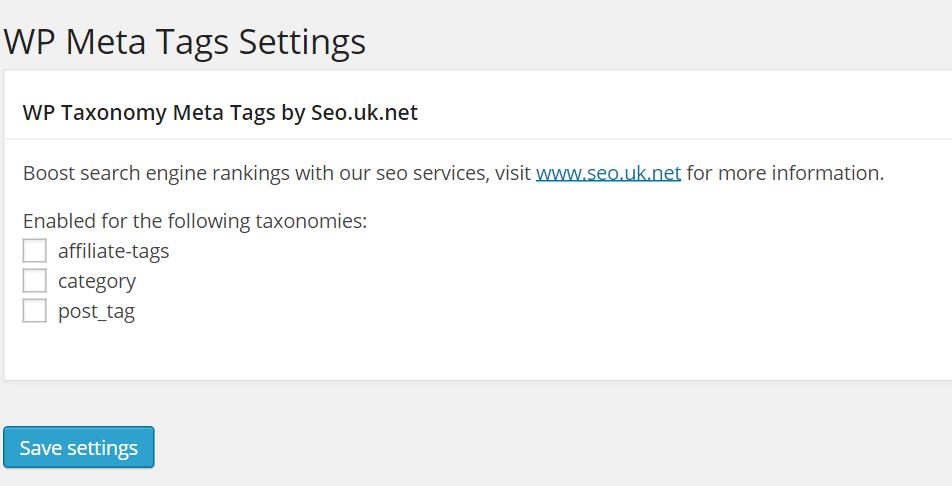 WP Meta Tags Settings
WP Taxonomy Meta Tags by Seo.uk.net
Boost search engine rankings with our seo services, visit www.seo.uk.net for more information.
Enabled for the following taxonomies:
affiliate-tags
category
post_tag
Save settings